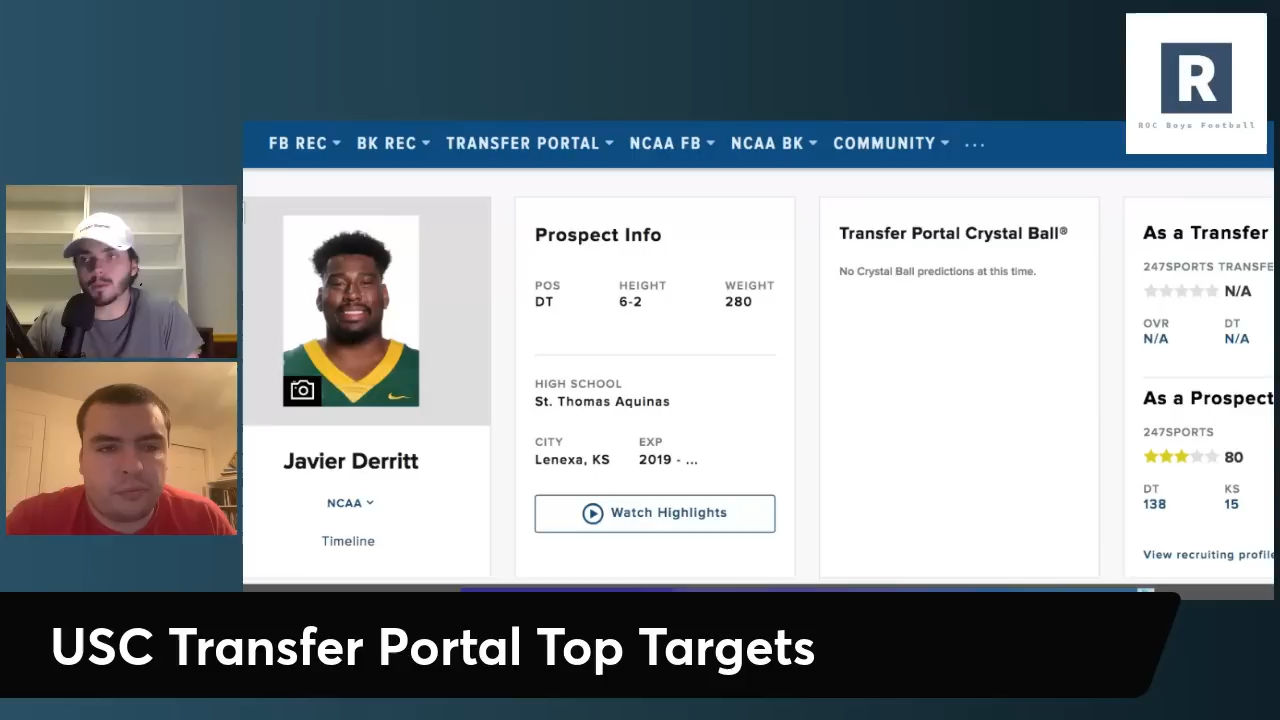 R
ROC Boys Football
FB REC BK REC TRANSFER PORTAL NCAA FB NCAA BK COMMUNITY ...
Javier Derritt
NCAA
Timeline
Prospect Info
POS HEIGHT WEIGHT
DT 6-2 280
HIGH SCHOOL
St. Thomas Aquinas
CITY EXP
Lenexa, KS 2019 - ...
Watch Highlights
Transfer Portal Crystal Ball®
No Crystal Ball predictions at this time.
As a Transfer
247SPORTS TRANSFE
N/A
OVR DT
N/A N/A
As a Prospect
247SPORTS
80
DT KS
138 15
View recruiting profile
USC Transfer Portal Top Targets